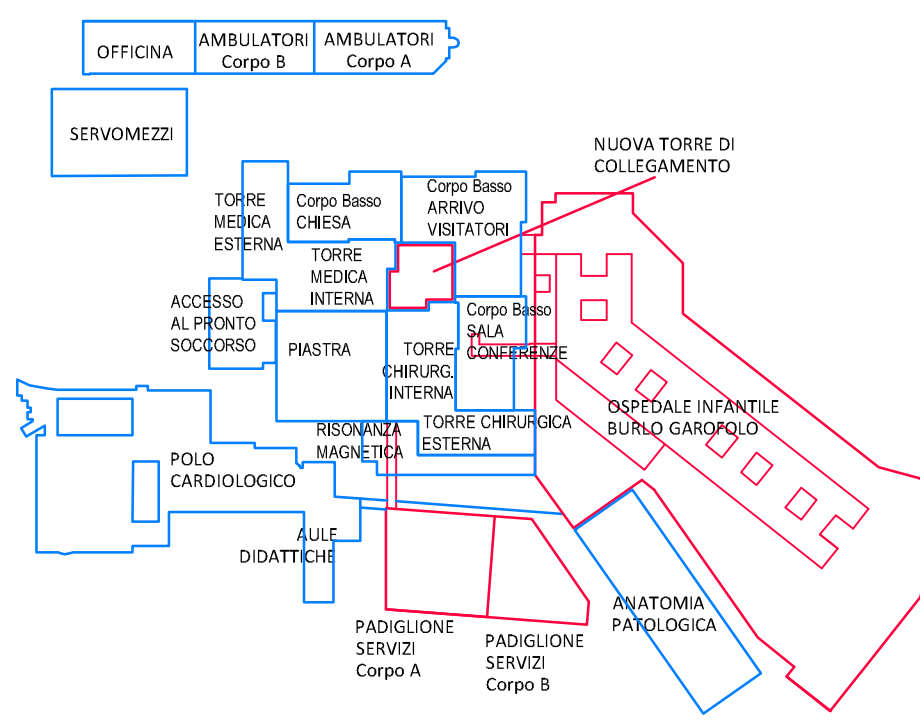 OFFICINA
AMBULATORI
Corpo B
AMBULATORI
Corpo A
SERVOMEZZI
NUOVA TORRE DI
COLLEGAMENTO
TORRE
MEDICA
ESTERNA
Corpo Basso
CHIESA
Corpo Basso
ARRIVO
VISITATORI
TORRE
MEDICA
INTERNA
ACCESSO
AL PRONTO
SOCCORSO
PIASTRA
Corpo Basso
SALA
CONFERENZE
TORRE
CHIRURG.
INTERNA
OSPEDALE INFANTILE
BURLO GAROFOLO
RISONANZA
MAGNETICA
TORRE CHIRURGICA
ESTERNA
POLO
CARDIOLOGICO
AULE
DIDATTICHE
ANATOMIA
PATOLOGICA
PADIGLIONE
SERVIZI
Corpo A
PADIGLIONE
SERVIZI
Corpo B